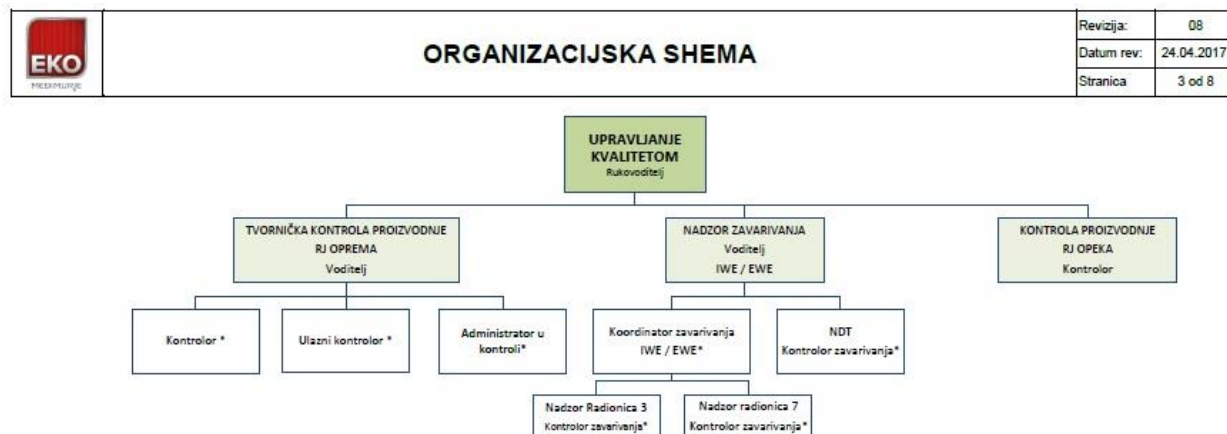 EKO
MEĐIMURJE
ORGANIZACIJSKA SHEMA
Revizija: 08
Datum rev: 24.04.2017
Stranica 3 od 8
UPRAVLJANJE
KVALITETOM
Rukovoditelj
TVORNIČKA KONTROLA PROIZVODNJE
RJ OPREMA
Voditelj
NADZOR ZAVARIVANJA
Voditelj
IWE / EWE
KONTROLA PROIZVODNJE
RJ OPEKA
Kontrolor
Kontrolor *
Ulazni kontrolor *
Administrator u
kontroli*
Koordinator zavarivanja
IWE / EWE*
NDT
Kontrolor zavarivanja*
Nadzor Radionica 3
Kontrolor zavarivanja*
Nadzor radionica 7
Kontrolor zavarivanja*